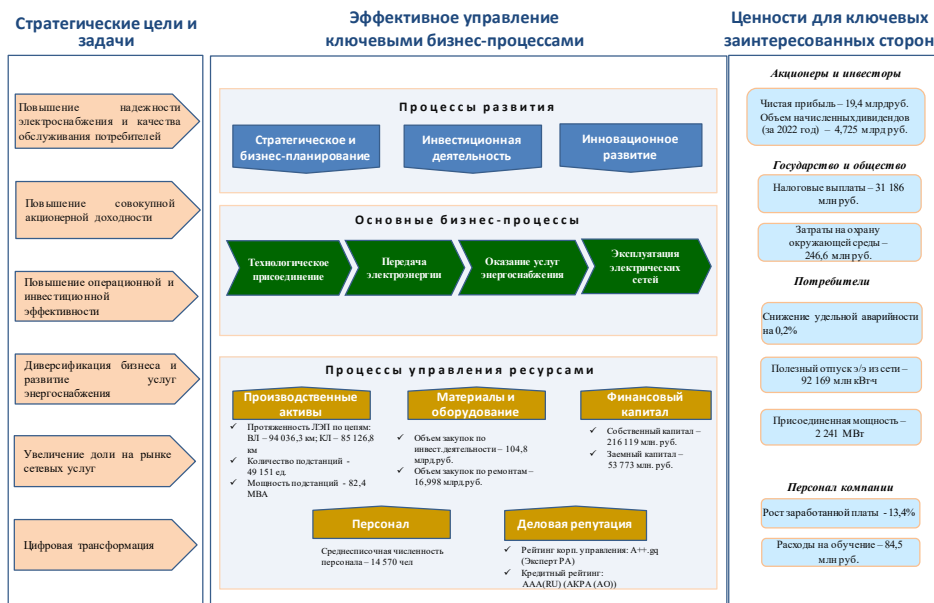 Стратегические цели и
задачи
Повышение надежности
электроснабжения и качества
обслуживания потребителей
Повышение совокупной
акционерной доходности
Повышение операционной и
инвестиционной
эффективности
Диверсификация бизнеса и
развитие услуг
энергоснабжения
Увеличение доли на рынке
сетевых услуг
Цифровая трансформация
Эффективное управление
ключевыми бизнес-процессами
Процессы развития
Стратегическое и
бизнес-планирование
Инвестиционная
деятельность
Инновационное
развитие
Основные бизнес-процессы
Технологическое
присоединение
Передача
электроэнергии
Оказание услуг
энергоснабжения
Эксплуатация
электрических
сетей
Процессы управления ресурсами
Производственные
активы
✓ Протяженность ЛЭП по цепям:
ВЛ – 94 036,3 км; КЛ – 85 126,8
км
✓ Количество подстанций -
49 151 ед.
✓ Мощность подстанций - 82,4
МВА
Материалы и
оборудование
✓ Объем закупок по
инвест.деятельности – 104,8
млрд.руб.
✓ Объем закупок по ремонтам –
16,998 млрд.руб.
Финансовый
капитал
✓ Собственный капитал –
216 119 млн. руб.
✓ Заемный капитал –
53 773 млн. руб.
Персонал
Среднесписочная численность
персонала – 14 570 чел
Деловая репутация
✓ Рейтинг корп. управления: А++.gq
(Эксперт РА)
✓ Кредитный рейтинг:
AAA(RU) (АКРА (АО))
Ценности для ключевых
заинтересованных сторон
Акционеры и инвесторы
Чистая прибыль – 19,4 млрдруб.
Объем начисленныхдивидендов
(за 2022 год) – 4,725 млрд руб.
Государство и общество
Налоговые выплаты – 31 186
млн руб.
Затраты на охрану
окружающей среды –
246,6 млн руб.
Потребители
Снижение удельной аварийности
на 0,2%
Полезный отпуск э/э из сети –
92 169 млн кВтч
Присоединенная мощность –
2 241 МВт
Персонал компании
Рост заработанной платы - 13,4%
Расходы на обучение – 84,5
млн руб.